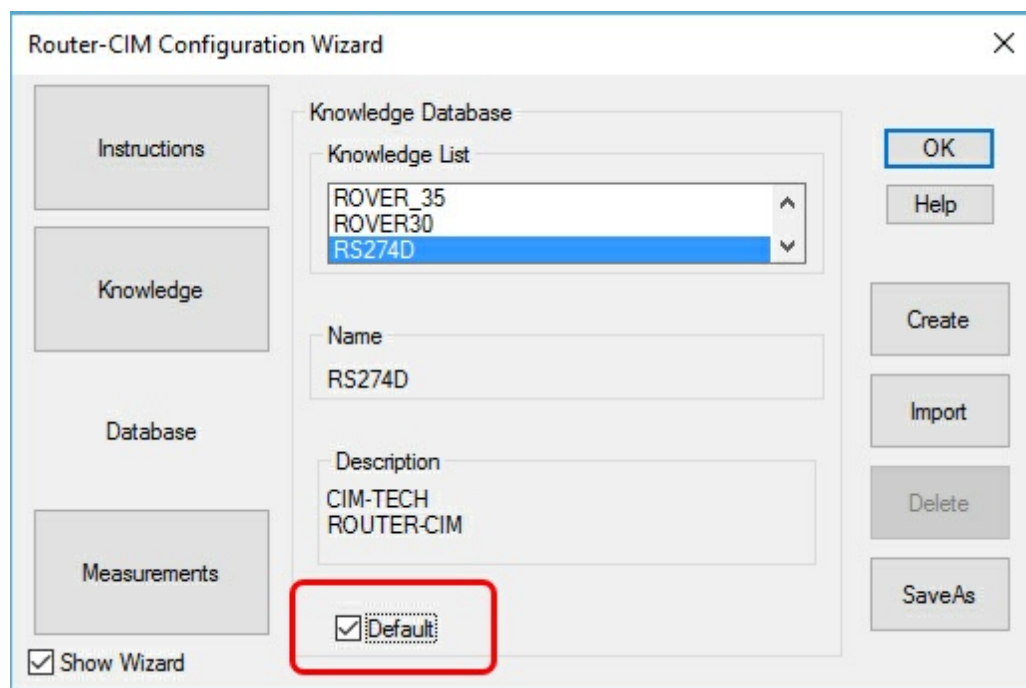 Router-CIM Configuration Wizard
Instructions
Knowledge
Database
Measurements
Show Wizard
Knowledge Database
Knowledge List
ROVER_35
ROVER30
RS274D
Name
RS274D
Description
CIM-TECH
ROUTER-CIM
Default
OK
Help
Create
Import
Delete
SaveAs